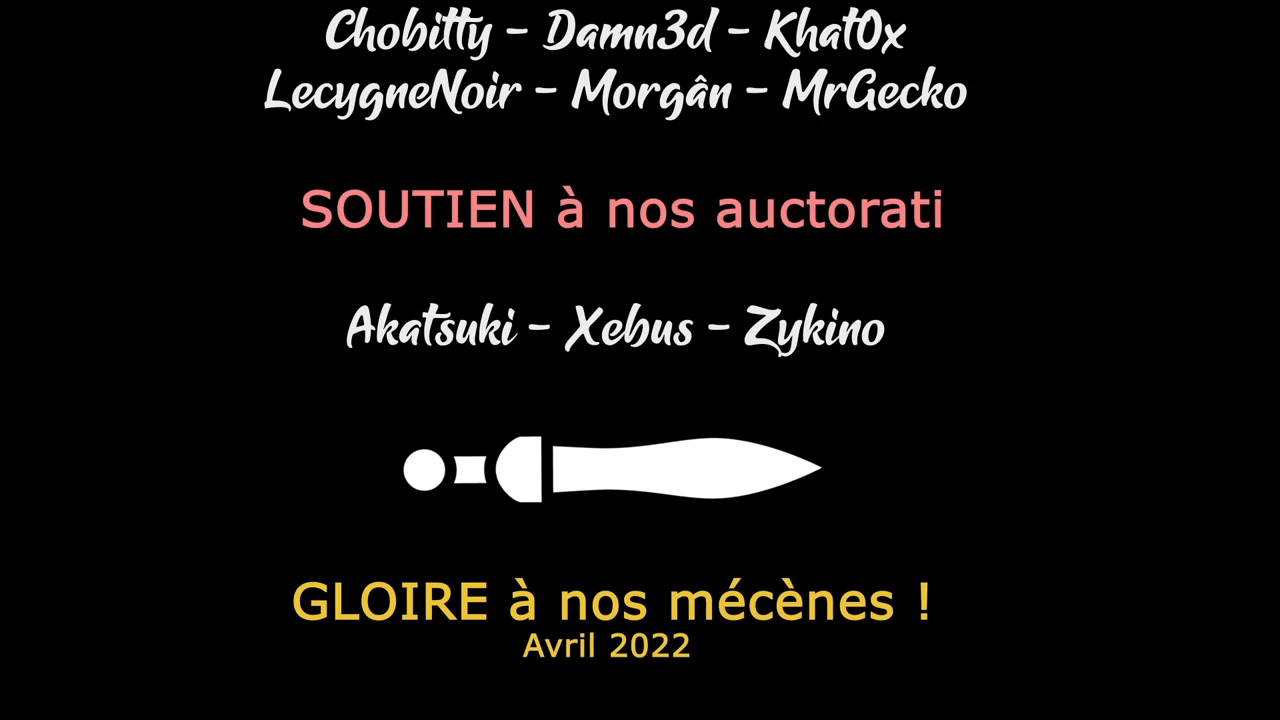 Chobitty - Damn3d - Khat0x
LecygneNoir - Morgân - MrGecko
SOUTIEN à nos auctorati
Akatsuki - Xebus - Zykino
GLOIRE à nos mécènes !
Avril 2022